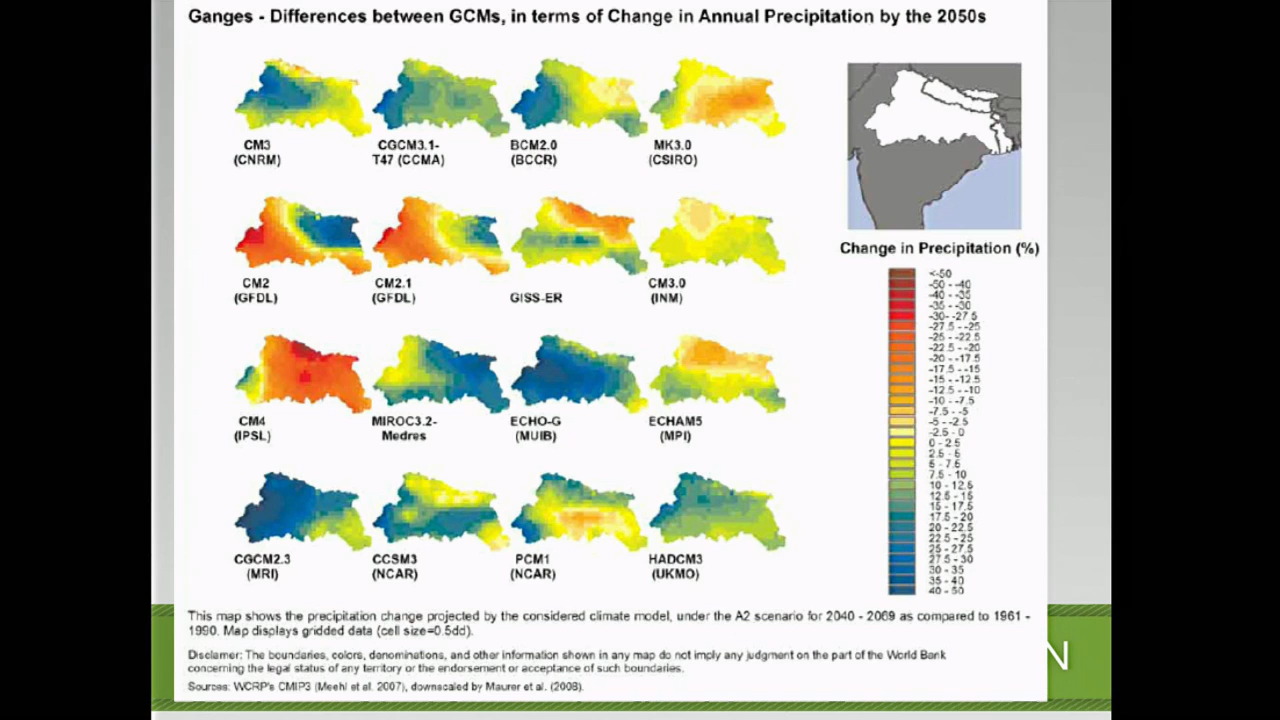 Ganges - Differences between GCMs, in terms of Change in Annual Precipitation by the 2050s
CM3
(CNRM)
CGCM3.1-
T47 (CCMA)
BCM2.0
(BCCR)
MK3.0
(CSIRO)
CM2
(GFDL)
CM2.1
(GFDL)
GISS-ER
CM3.0
(INM)
CM4
(IPSL)
MIROC3.2-
Medres
ECHO-G
(MUIB)
ECHAM5
(MPI)
CGCM2.3
(MRI)
CCSM3
(NCAR)
PCM1
(NCAR)
HADCM3
(UKMO)
Change in Precipitation (%)
<-50
-50 - -40
-40 - -35
-35 - -30
-30 - -27.5
-27.5 - -25
-25 - -22.5
-22.5 - -20
-20 - -17.5
-17.5 - -15
-15 - -12.5
-12.5 - -10
-10 - -7.5
-7.5 - -5
-5 - -2.5
-2.5 - 0
0 - 2.5
2.5 - 5
5 - 7.5
7.5 - 10
10 - 12.5
12.5 - 15
15 - 17.5
17.5 - 20
20 - 22.5
22.5 - 25
25 - 27.5
27.5 - 30
30 - 35
35 - 40
40 - 50
This map shows the precipitation change projected by the considered climate model, under the A2 scenario for 2040 - 2069 as compared to 1961 -
1990. Map displays gridded data (cell size=0.5dd).
Disclamer: The boundaries, colors, denominations, and other information shown in any map do not imply any judgment on the part of the World Bank
concerning the legal status of any territory or the endorsement or acceptance of such boundaries.
Sources: WCRP's CMIP3 (Meehl et al. 2007), downscaled by Maurer et al. (2008).
N